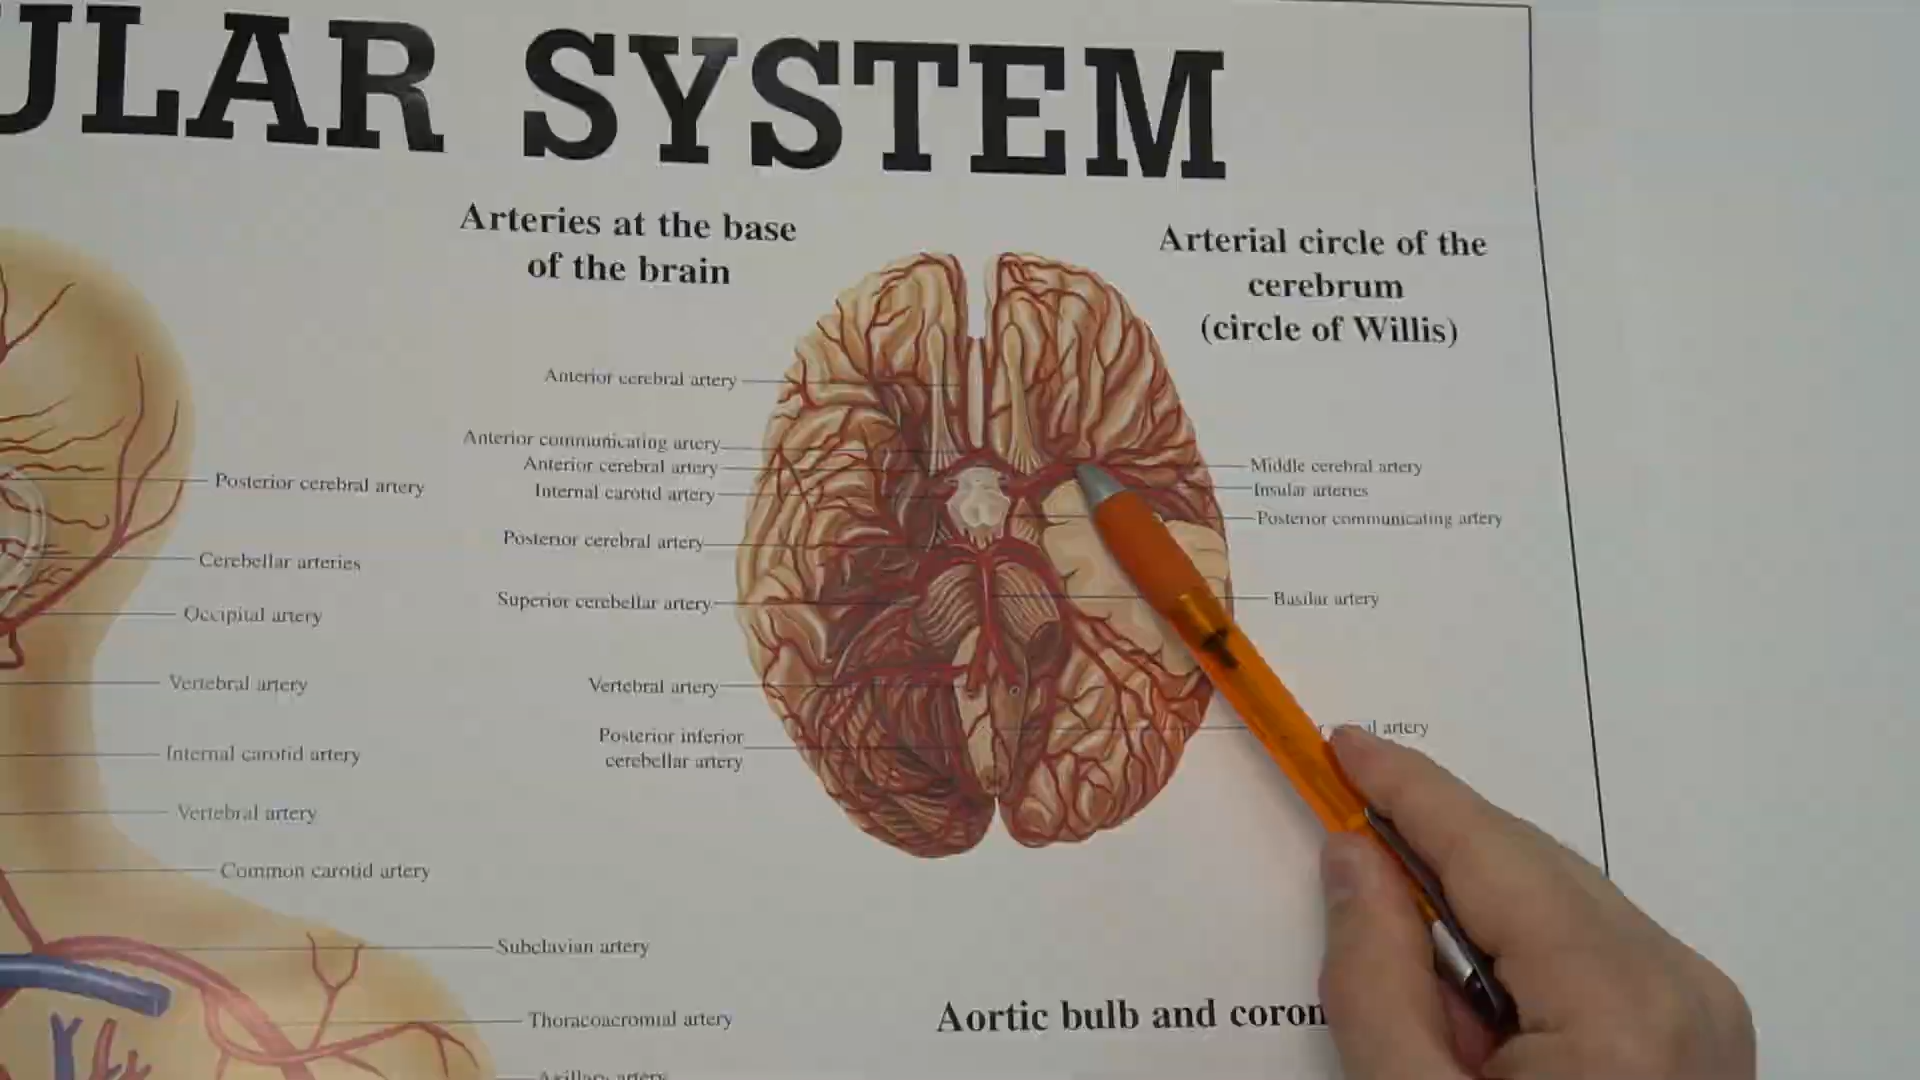 ULAR SYSTEM
Arteries at the base
of the brain
Arterial circle of the
cerebrum
(circle of Willis)
Anterior cerebral artery
Anterior communicating artery
Anterior cerebral artery
Internal carotid artery
Posterior cerebral artery
Superior cerebellar artery
Vertebral artery
Posterior inferior
cerebellar artery
Middle cerebral artery
Insular arteries
Posterior communicating artery
Basilar artery
artery
Posterior cerebral artery
Cerebellar arteries
Occipital artery
Vertebral artery
Internal carotid artery
Vertebral artery
Common carotid artery
Subclavian artery
Thoracoacromial artery
Axillary artery
Aortic bulb and coron